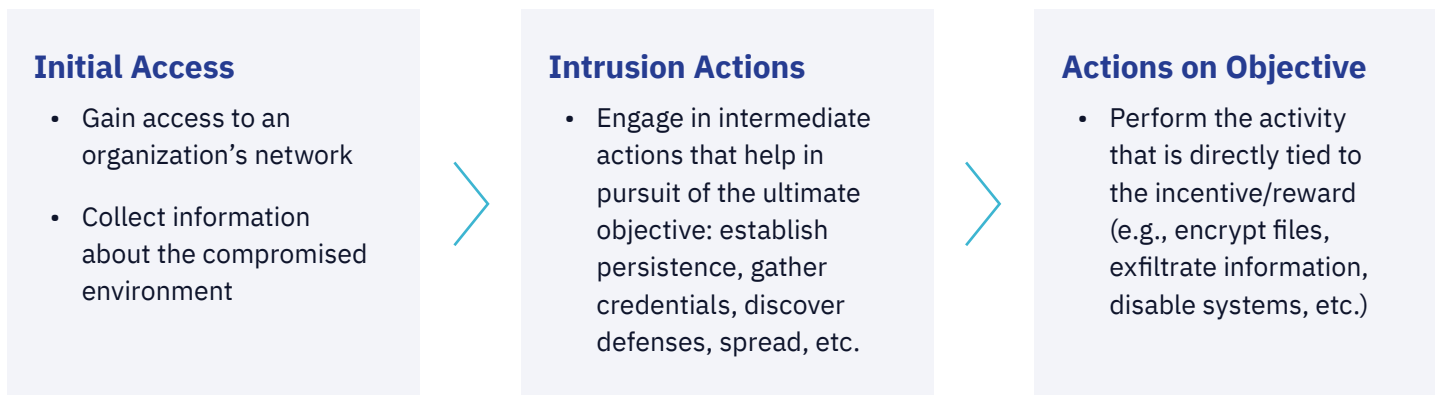 Initial Access
• Gain access to an
organization’s network
• Collect information
about the compromised
environment
Intrusion Actions
• Engage in intermediate
actions that help in
pursuit of the ultimate
objective: establish
persistence, gather
credentials, discover
defenses, spread, etc.
Actions on Objective
• Perform the activity
that is directly tied to
the incentive/reward
(e.g., encrypt files,
exfiltrate information,
disable systems, etc.)